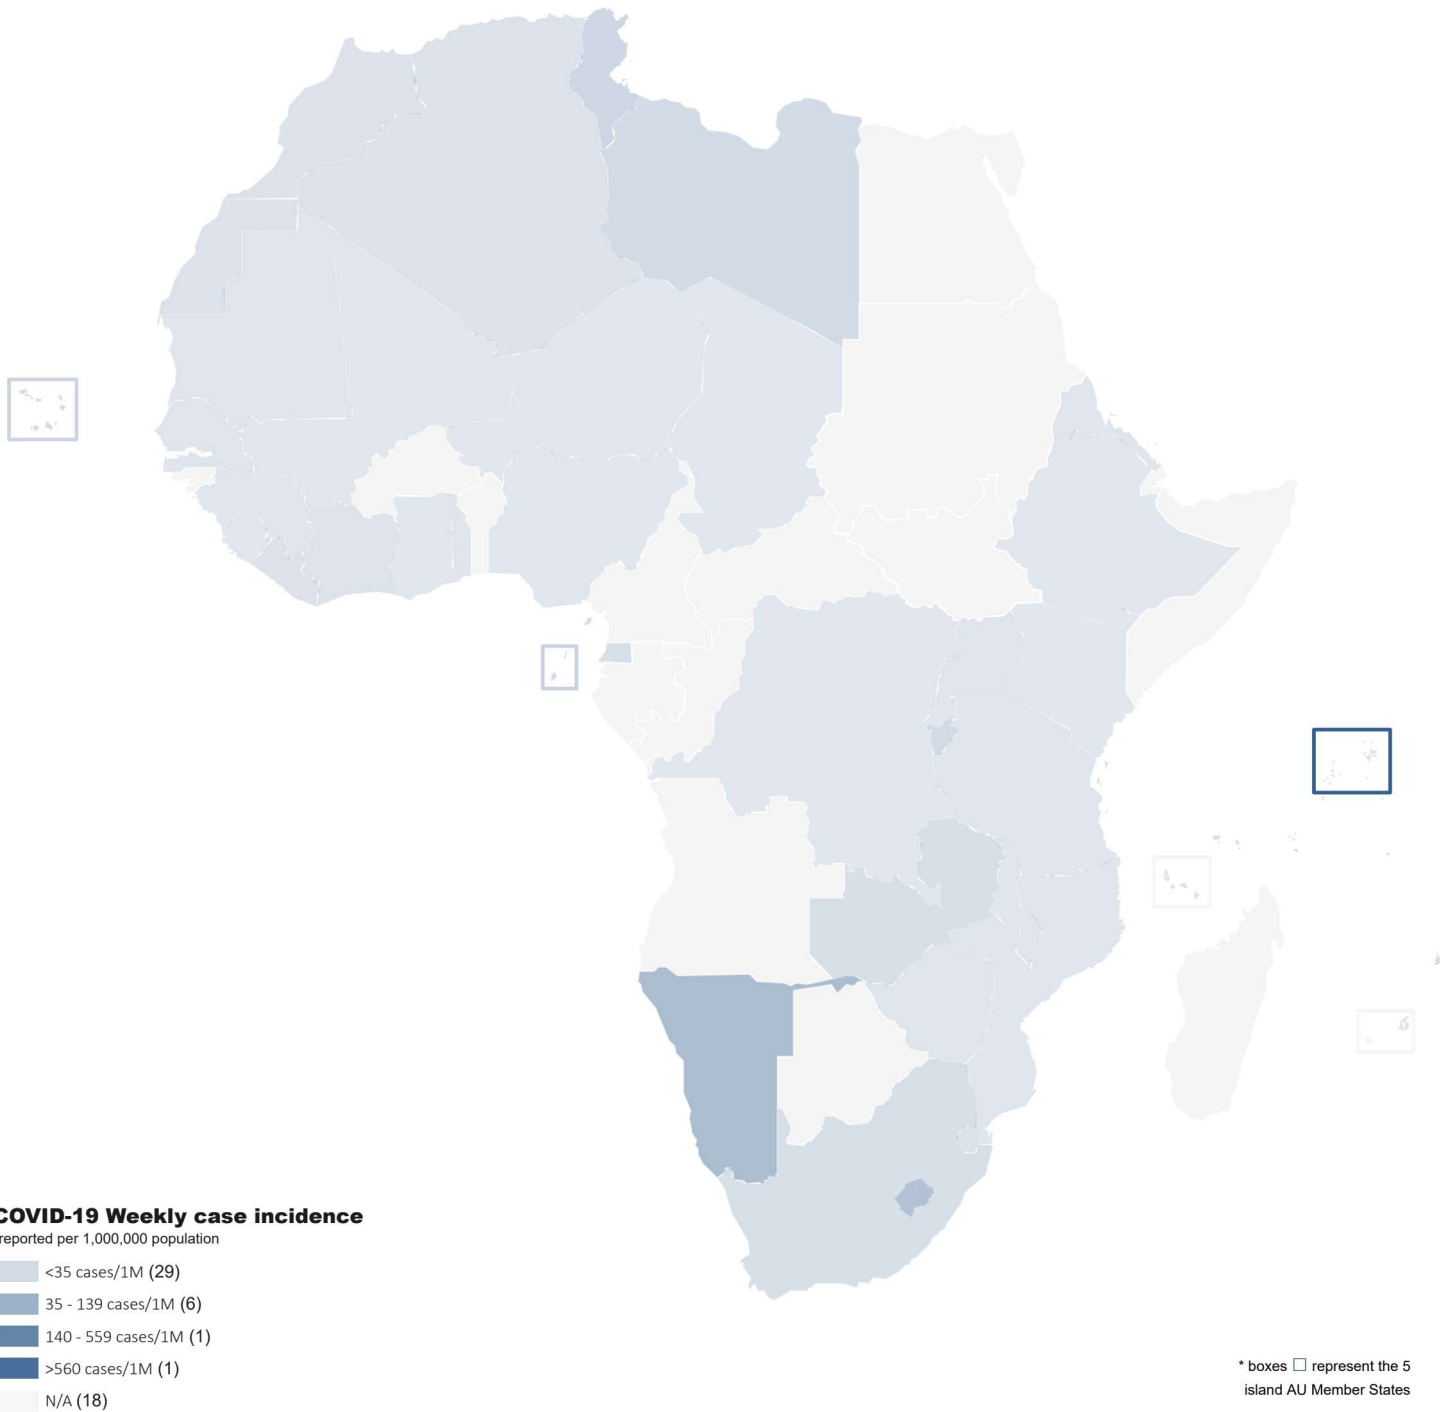 COVID-19 Weekly case incidence
reported per 1,000,000 population
<35 cases/1M (29)
35 - 139 cases/1M (6)
140 - 559 cases/1M (1)
>560 cases/1M (1)
N/A (18)
* boxes ☐ represent the 5
island AU Member States